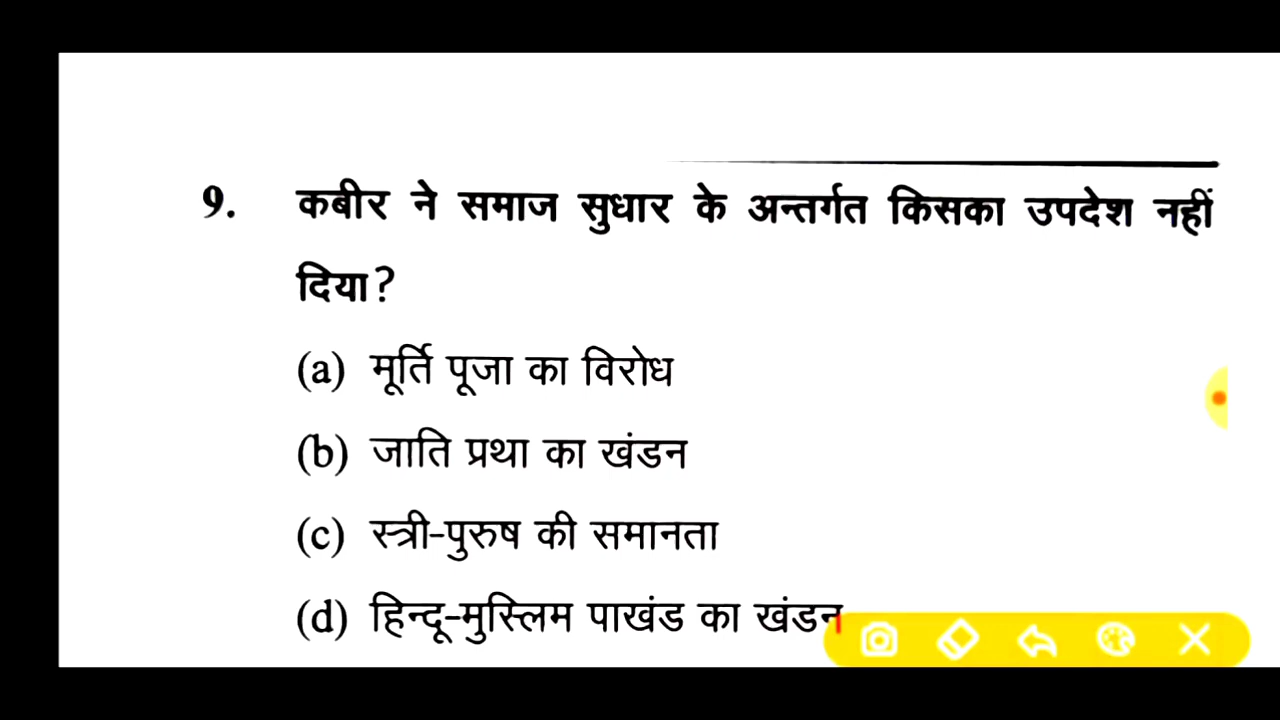 9. कबीर ने समाज सुधार के अन्तर्गत किसका उपदेश नहीं
दिया?
(a) मूर्ति पूजा का विरोध
(b) जाति प्रथा का खंडन
(c) स्त्री-पुरुष की समानता
(d) हिन्दू-मुस्लिम पाखंड का खंडन